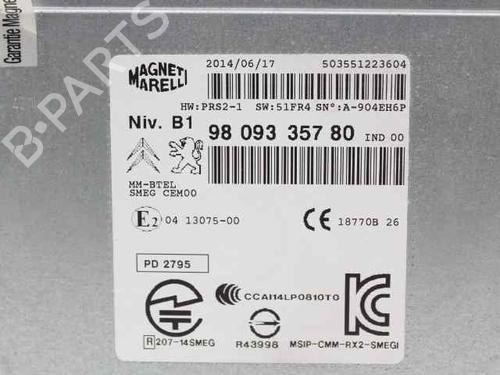 Garantie Magne
B-PARTS
2014/06/17 503551223604
MAGNETI
MARELLI
HW:PRS2-1 SW:51FR4 SNº:A-904EH6P
Niv. B1 98 093 357 80 IND 00
MM-BTEL
SMEG CEM00
E2 04 13075-00 CE 18770B 26
PD 2795
CCAI14LP0810T0
R 207-14SMEG R43998 MSIP-CMM-RX2-SMEGI